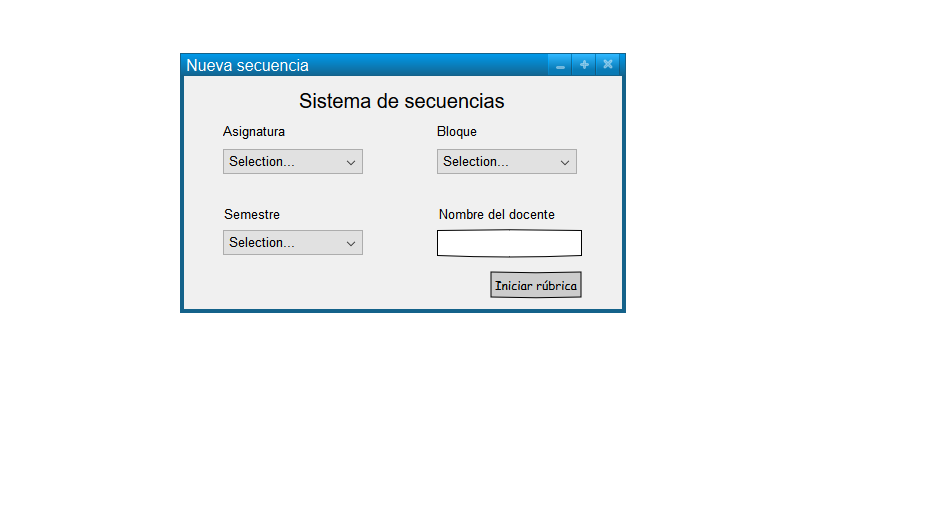 Nueva secuencia
Sistema de secuencias
Asignatura Bloque
Selection... Selection...
Semestre Nombre del docente
Selection...
Iniciar rúbrica